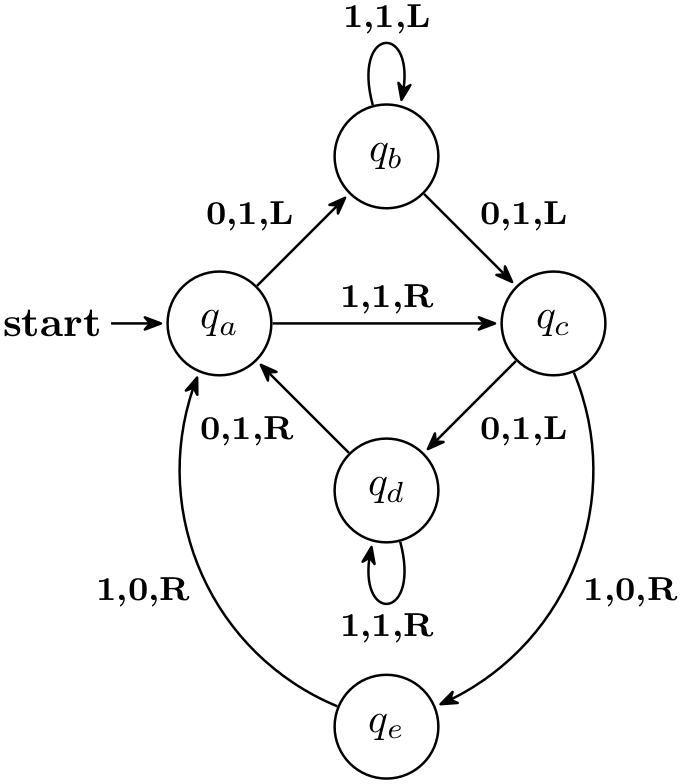 1,1,L
q_b
0,1,L 0,1,L
1,1,R
start q_a q_c
0,1,R 0,1,L
q_d
1,0,R 1,0,R
1,1,R
q_e